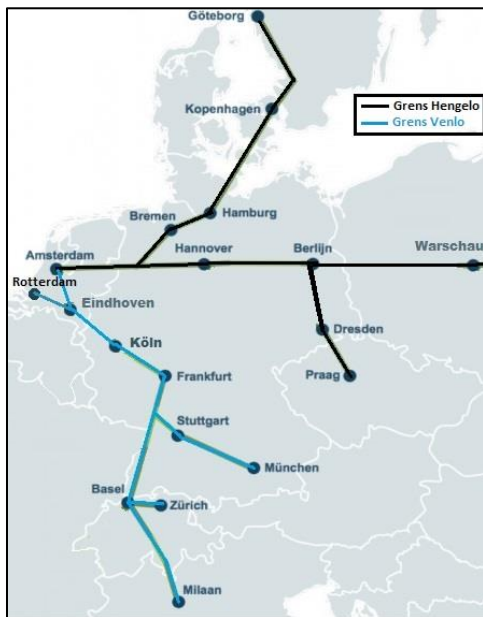 Göteborg
Kopenhagen
Grens Hengelo
Grens Venlo
Bremen
Hamburg
Amsterdam
Hannover
Berlijn
Warschau
Rotterdam
Eindhoven
Köln
Dresden
Frankfurt
Praag
Stuttgart
München
Basel
Zürich
Milaan